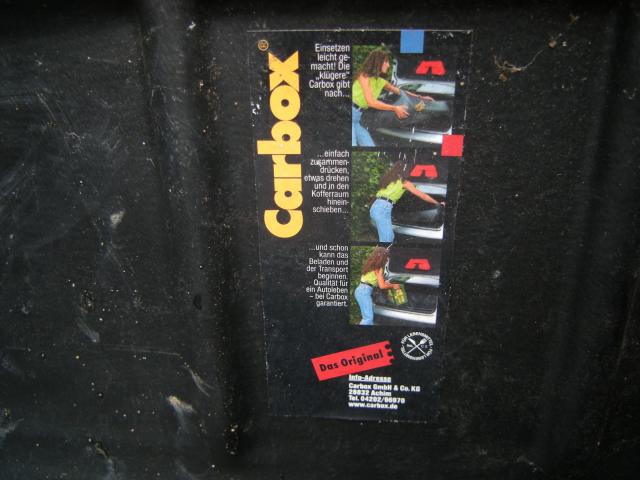 Carbox
Einsetzen
leicht ge-
macht! Die
„klügere“
Carbox gibt
nach...
...einfach
zusammen-
drücken,
etwas drehen
und in den
Kofferraum
hinein-
schieben...
...und schon
kann das
Beladen und
der Transport
beginnen.
Qualität für
ein Autoleben
– bei Carbox
garantiert.
Das Original
Info-Adresse
Carbox GmbH & Co. KG
28832 Achim
Tel. 04202/96970
www.carbox.de